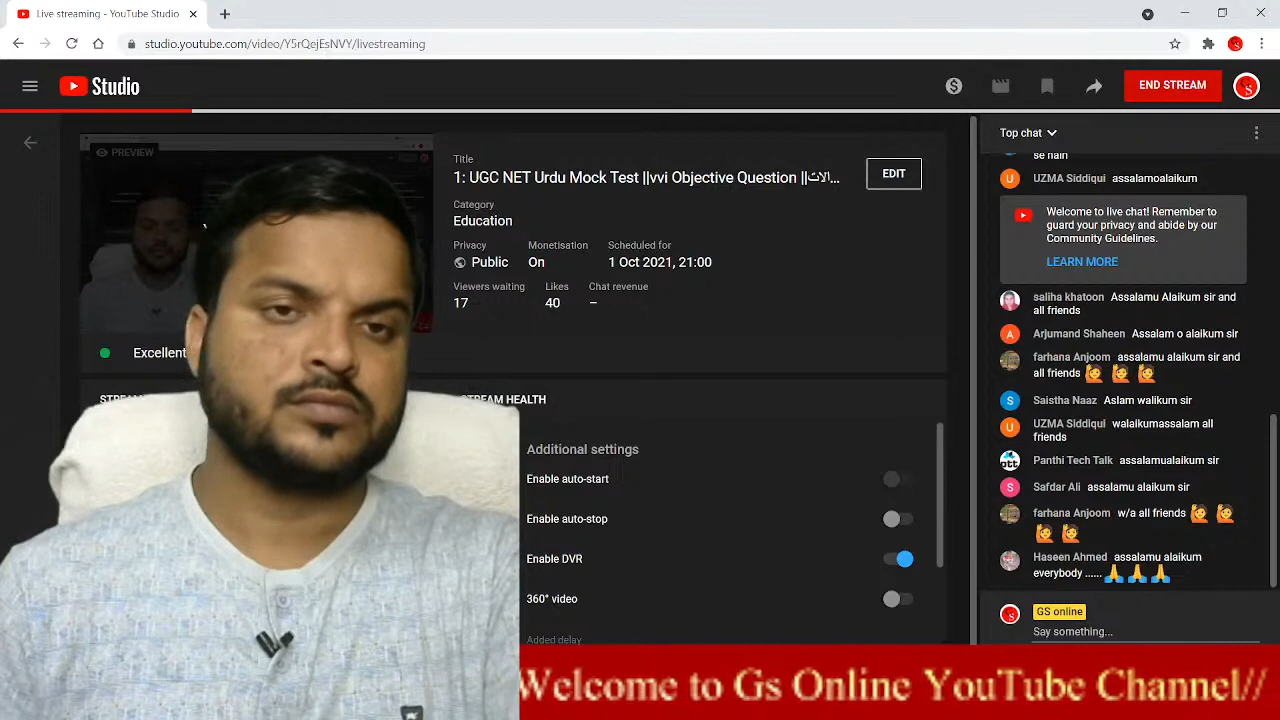 Live streaming - YouTube Studio
studio.youtube.com/video/Y5rQejEsNVY/livestreaming
Studio
END STREAM
PREVIEW
Title
1: UGC NET Urdu Mock Test ||vvi Objective Question ||الات...
EDIT
Category
Education
Privacy Monetisation Scheduled for
Public On 1 Oct 2021, 21:00
Viewers waiting Likes Chat revenue
17 40 –
Excellent
STREAM HEALTH
Additional settings
Enable auto-start
Enable auto-stop
Enable DVR
360° video
Added delay
Top chat
se nain
UZMA Siddiqui assalamoalaikum
Welcome to live chat! Remember to
guard your privacy and abide by our
Community Guidelines.
LEARN MORE
saliha khatoon Assalamu Alaikum sir and
all friends
Arjumand Shaheen Assalam o alaikum sir
farhana Anjoom assalamu alaikum sir and
all friends 🙋 🙋 🙋
Saistha Naaz Aslam walikum sir
UZMA Siddiqui walaikumassalam all
friends
Panthi Tech Talk assalamualaikum sir
Safdar Ali assalamu alaikum sir
farhana Anjoom w/a all friends 🙋 🙋
🙋 🙋
Haseen Ahmed assalamu alaikum
everybody ...... 🙏 🙏 🙏
GS online
Say something...
Welcome to Gs Online YouTube Channel//